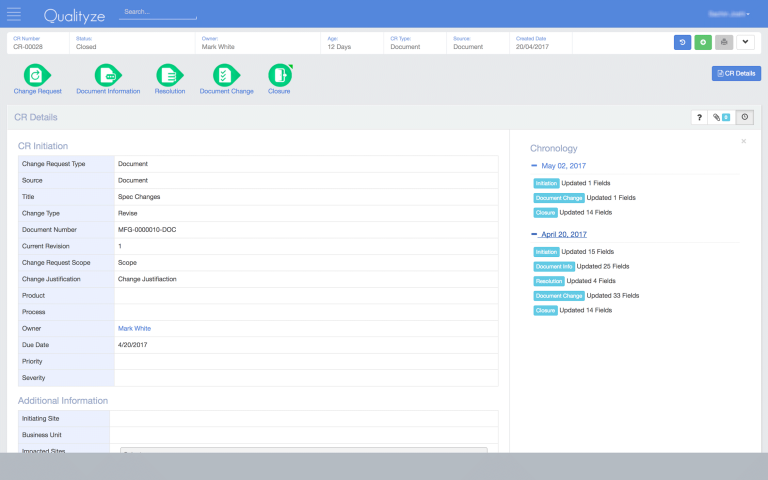 Qualityze
Search...
CR Number
CR-00028
Status:
Closed
Owner:
Mark White
Age:
12 Days
CR Type:
Document
Source:
Document
Created Date
20/04/2017
Change Request
Document Information
Resolution
Document Change
Closure
CR Details
CR Details
? 
CR Initiation
Change Request Type Document
Source Document
Title Spec Changes
Change Type Revise
Document Number MFG-0000010-DOC
Current Revision 1
Change Request Scope Scope
Change Justification Change Justifiaction
Product
Process
Owner Mark White
Due Date 4/20/2017
Priority
Severity
Additional Information
Initiating Site
Business Unit
Impacted Sites
Chronology
May 02, 2017
Initiation Updated 1 Fields
Document Change Updated 1 Fields
Closure Updated 14 Fields
April 20, 2017
Initiation Updated 15 Fields
Document Info Updated 25 Fields
Resolution Updated 4 Fields
Document Change Updated 33 Fields
Closure Updated 14 Fields